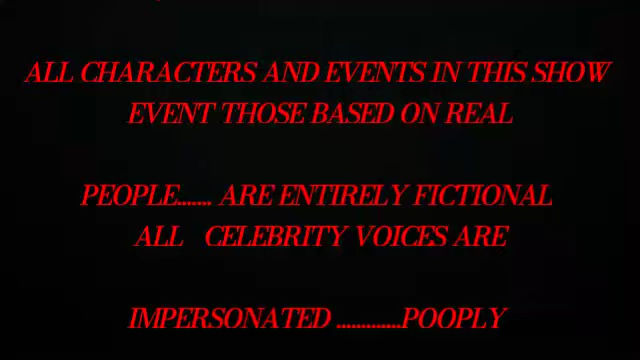 ALL CHARACTERS AND EVENTS IN THIS SHOW
EVENT THOSE BASED ON REAL
PEOPLE....... ARE ENTIRELY FICTIONAL
ALL CELEBRITY VOICES ARE
IMPERSONATED .............POOPLY